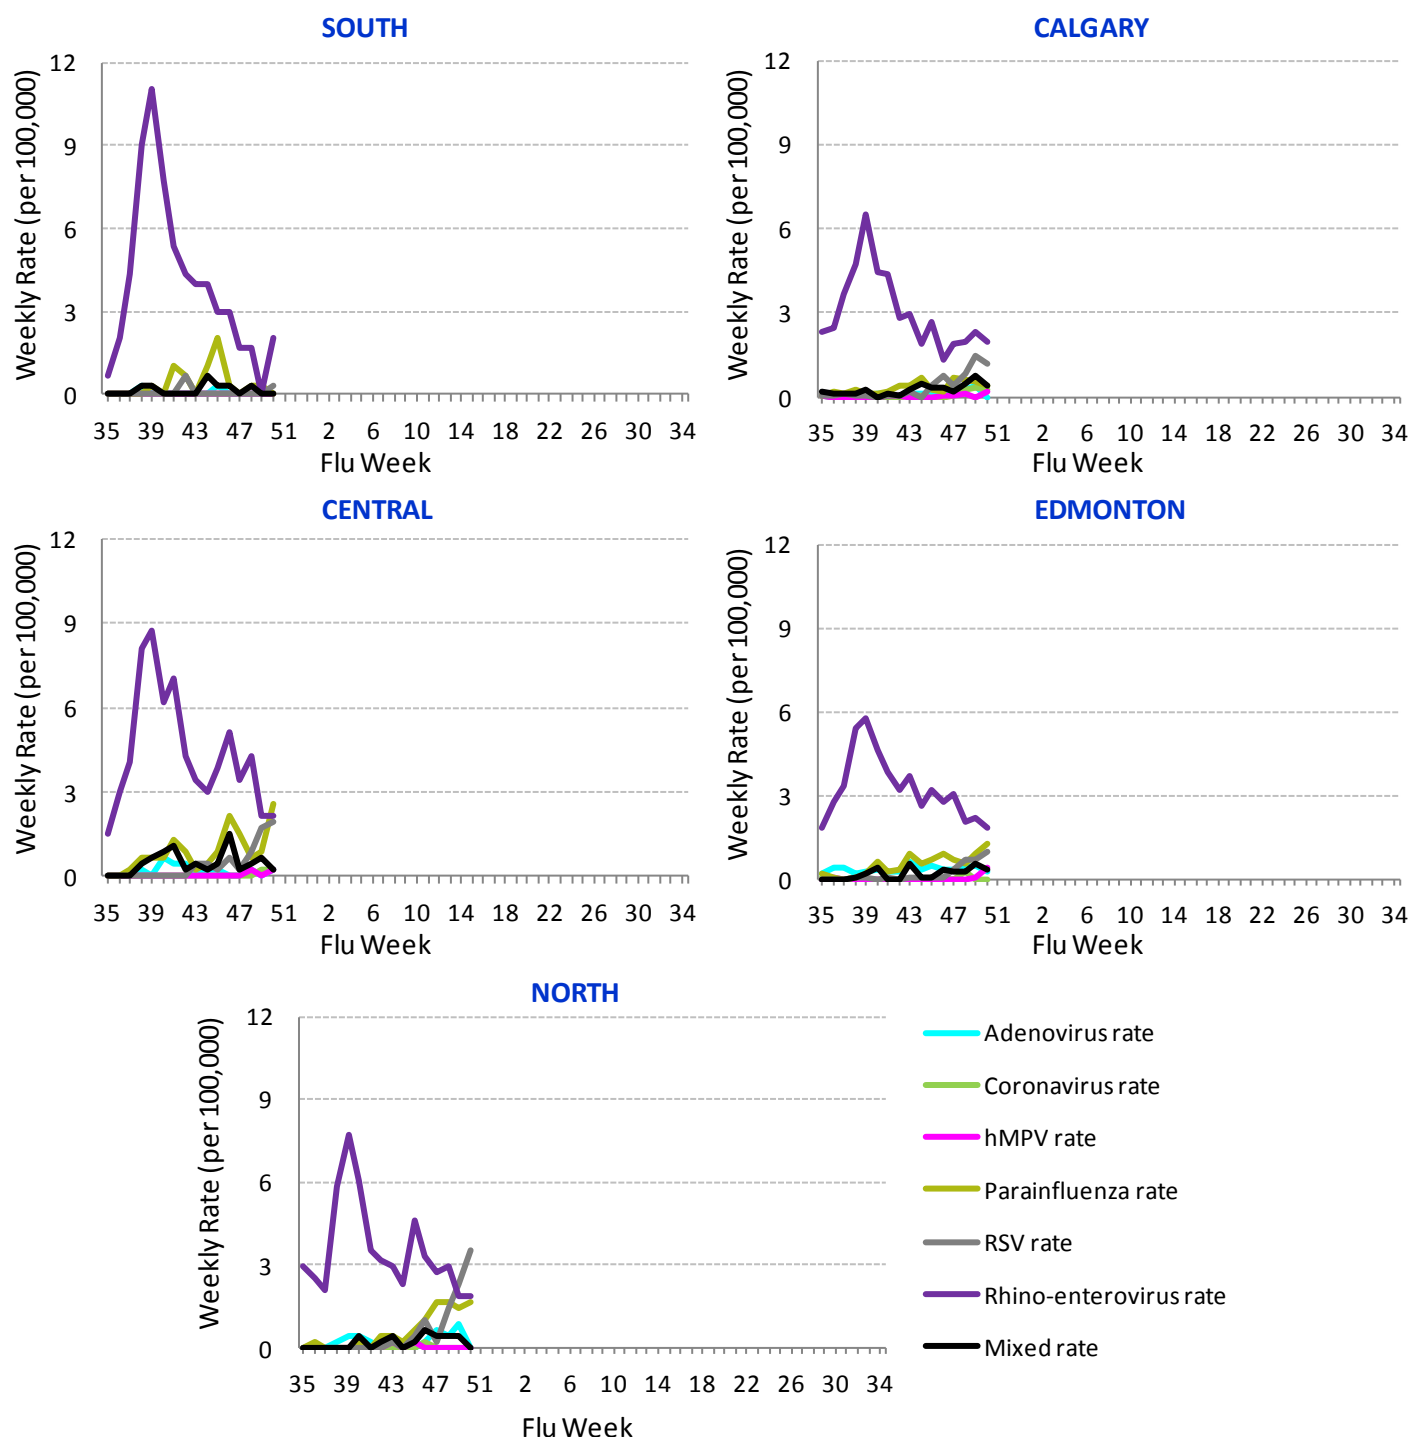 SOUTH
Weekly Rate (per 100,000)
12
9
6
3
0
35 39 43 47 51 2 6 10 14 18 22 26 30 34
Flu Week
CALGARY
Weekly Rate (per 100,000)
12
9
6
3
0
35 39 43 47 51 2 6 10 14 18 22 26 30 34
Flu Week
CENTRAL
Weekly Rate (per 100,000)
12
9
6
3
0
35 39 43 47 51 2 6 10 14 18 22 26 30 34
Flu Week
EDMONTON
Weekly Rate (per 100,000)
12
9
6
3
0
35 39 43 47 51 2 6 10 14 18 22 26 30 34
Flu Week
NORTH
Weekly Rate (per 100,000)
12
9
6
3
0
35 39 43 47 51 2 6 10 14 18 22 26 30 34
Flu Week
Adenovirus rate
Coronavirus rate
hMPV rate
Parainfluenza rate
RSV rate
Rhino-enterovirus rate
Mixed rate